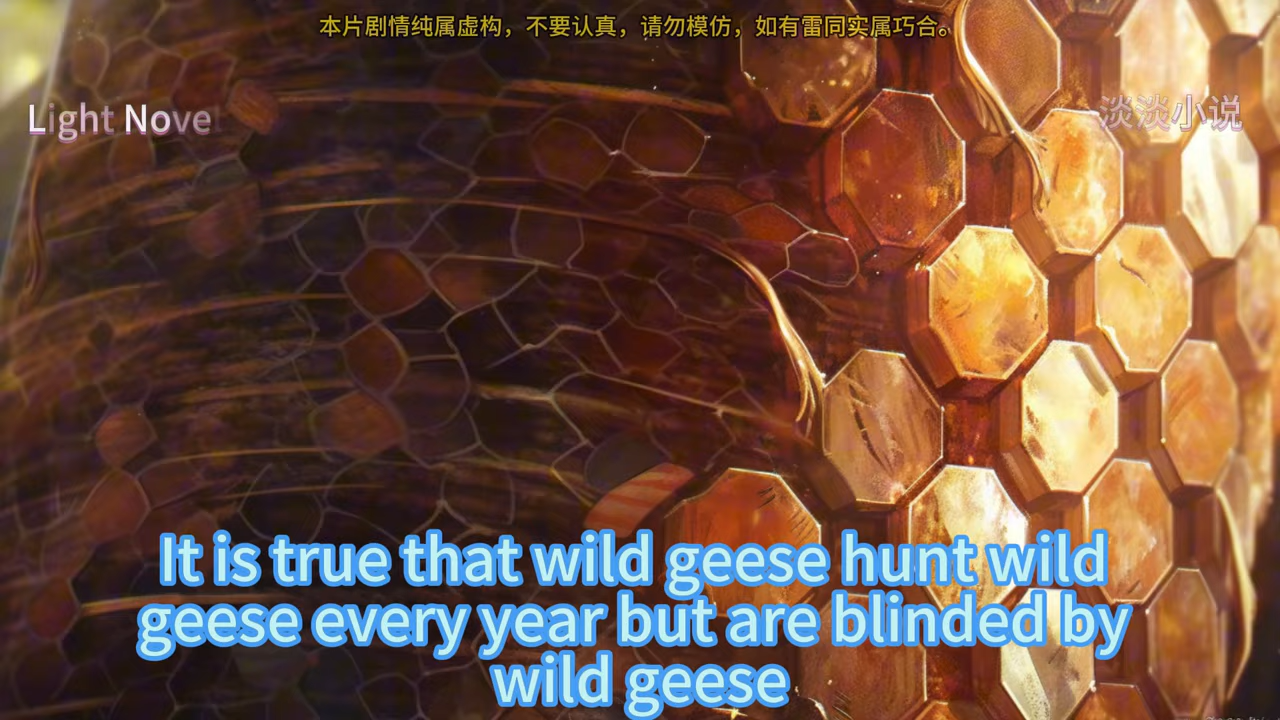 本片剧情纯属虚构，不要认真，请勿模仿，如有雷同实属巧合。
Light Novel
淡淡小说
It is true that wild geese hunt wild
geese every year but are blinded by
wild geese